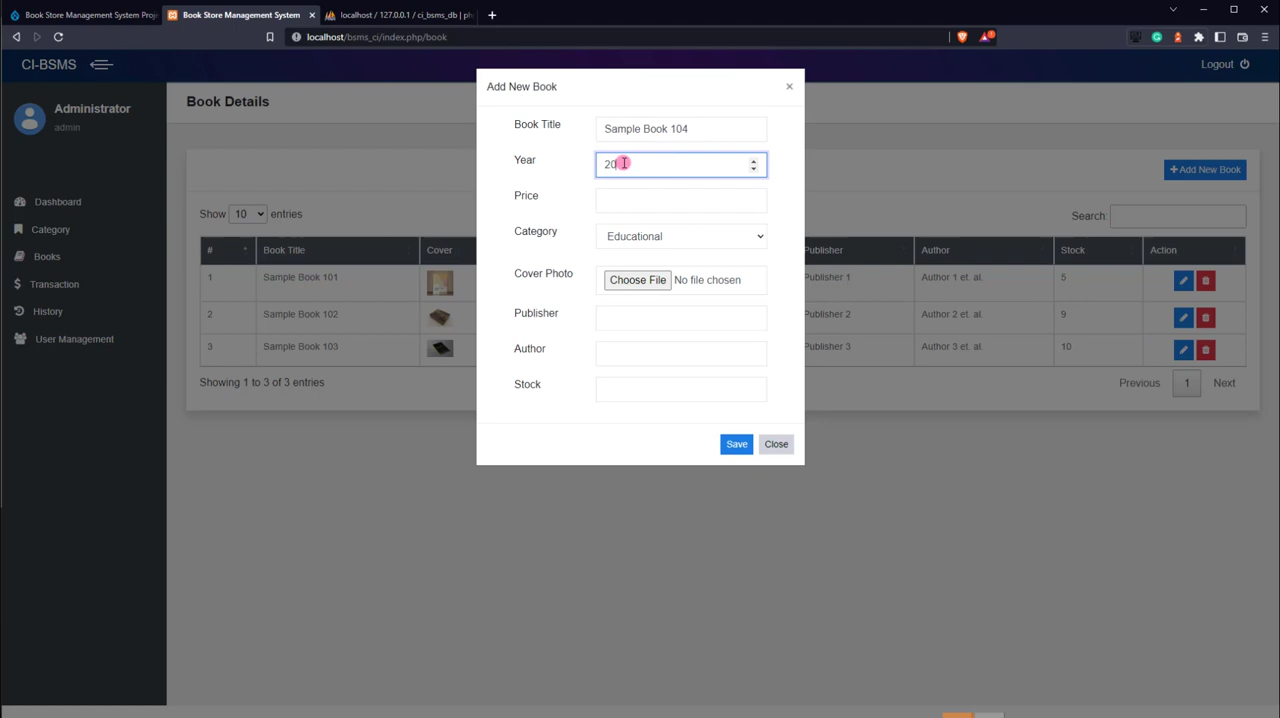 Book Store Management System Proj
Book Store Management System
localhost / 127.0.0.1 / ci_bsms_db | ph
localhost/bsms_ci/index.php/book
CI-BSMS
Logout
Administrator
admin
Dashboard
Category
Books
Transaction
History
User Management
Book Details
+ Add New Book
Show 10 entries
Search:
# Book Title Cover Publisher Author Stock Action
1 Sample Book 101 Publisher 1 Author 1 et. al. 5
2 Sample Book 102 Publisher 2 Author 2 et. al. 9
3 Sample Book 103 Publisher 3 Author 3 et. al. 10
Showing 1 to 3 of 3 entries
Previous 1 Next
Add New Book
×
Book Title Sample Book 104
Year 20
Price
Category Educational
Cover Photo Choose File No file chosen
Publisher
Author
Stock
Save Close